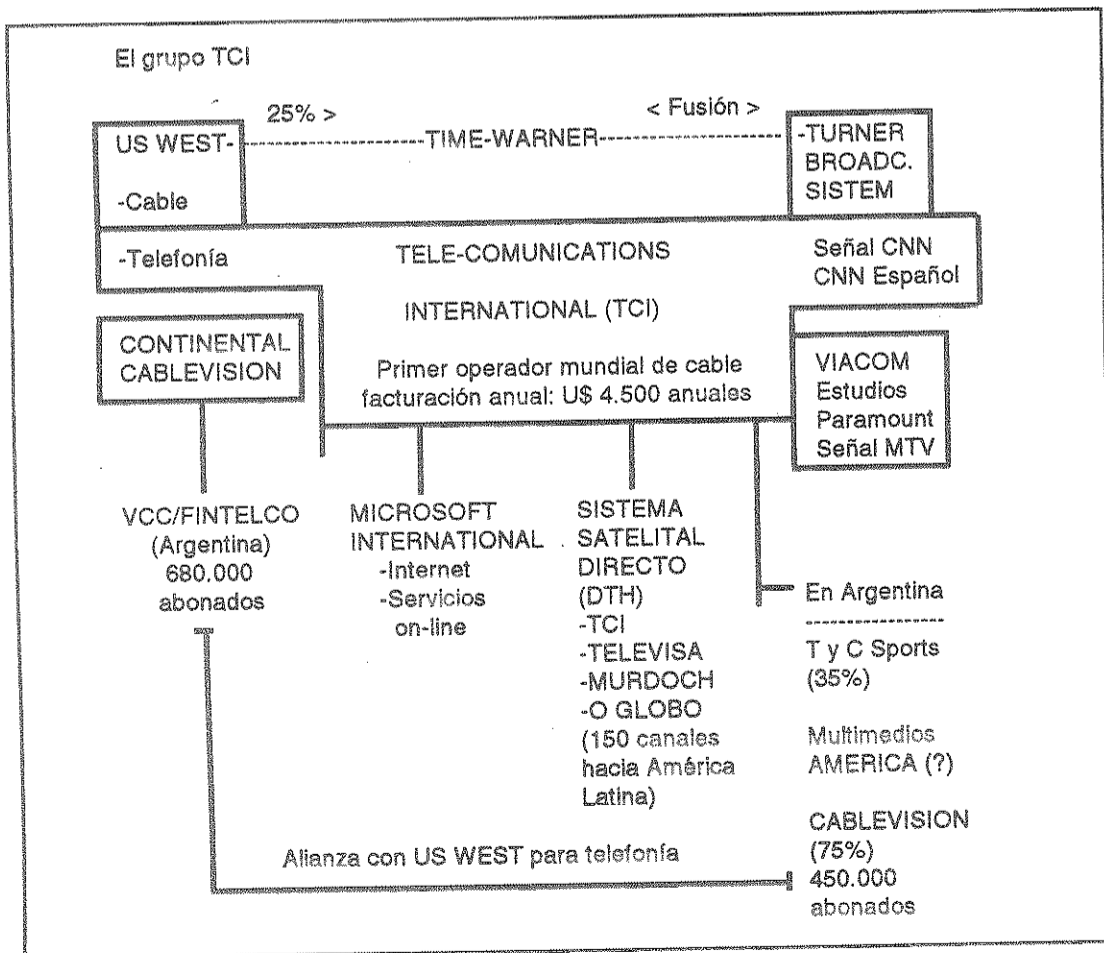 El grupo TCI
25% >
< Fusión >
US WEST-
-Cable
-Telefonía
TIME-WARNER
-TURNER
BROADC.
SISTEM
Señal CNN
CNN Español
TELE-COMUNICATIONS
INTERNATIONAL (TCI)
Primer operador mundial de cable
facturación anual: U$ 4.500 anuales
CONTINENTAL
CABLEVISION
VIACOM
Estudios
Paramount
Señal MTV
VCC/FINTELCO
(Argentina)
680.000
abonados
MICROSOFT
INTERNATIONAL
-Internet
-Servicios
on-line
SISTEMA
SATELITAL
DIRECTO
(DTH)
-TCI
-TELEVISA
-MURDOCH
-O GLOBO
(150 canales
hacia América
Latina)
En Argentina
T y C Sports
(35%)
Multimedios
AMERICA (?)
CABLEVISION
(75%)
450.000
abonados
Alianza con US WEST para telefonía